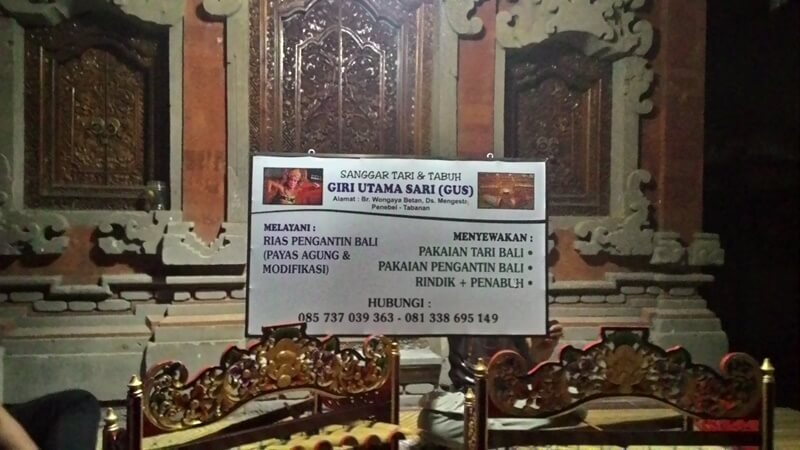 SANGGAR TARI & TABUH
GIRI UTAMA SARI (GUS)
Alamat : Br. Wongaya Betan, Ds. Mengesta,
Penebel - Tabanan
MELAYANI :
RIAS PENGANTIN BALI
(PAYAS AGUNG &
MODIFIKASI)
MENYEWAKAN :
PAKAIAN TARI BALI •
PAKAIAN PENGANTIN BALI •
RINDIK + PENABUH •
HUBUNGI :
085 737 039 363 - 081 338 695 149